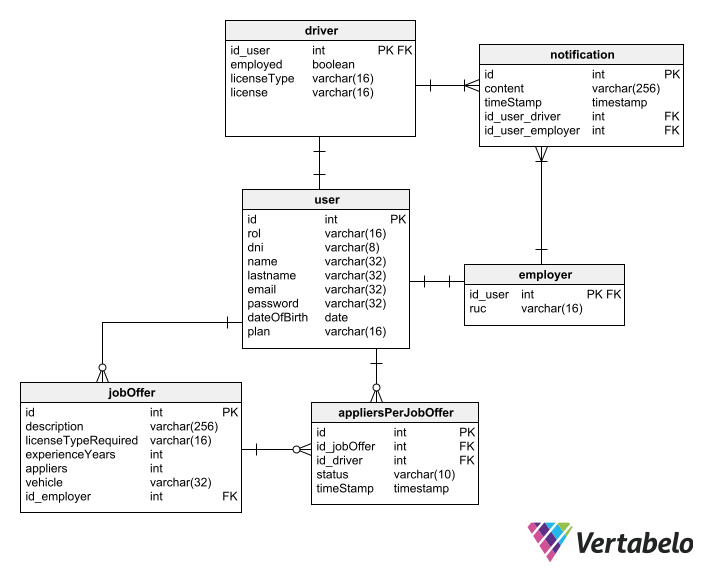 driver
id_user int PK FK
employed boolean
licenseType varchar(16)
license varchar(16)
notification
id int PK
content varchar(256)
timeStamp timestamp
id_user_driver int FK
id_user_employer int FK
user
id int PK
rol varchar(16)
dni varchar(8)
name varchar(32)
lastname varchar(32)
email varchar(32)
password varchar(32)
dateOfBirth date
plan varchar(16)
employer
id_user int PK FK
ruc varchar(16)
jobOffer
id int PK
description varchar(256)
licenseTypeRequired varchar(16)
experienceYears int
appliers int
vehicle varchar(32)
id_employer int FK
appliersPerJobOffer
id int PK
id_jobOffer int FK
id_driver int FK
status varchar(10)
timeStamp timestamp
Vertabelo